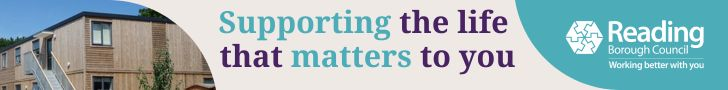 Supporting the life
that matters to you
Reading
Borough Council
Working better with you